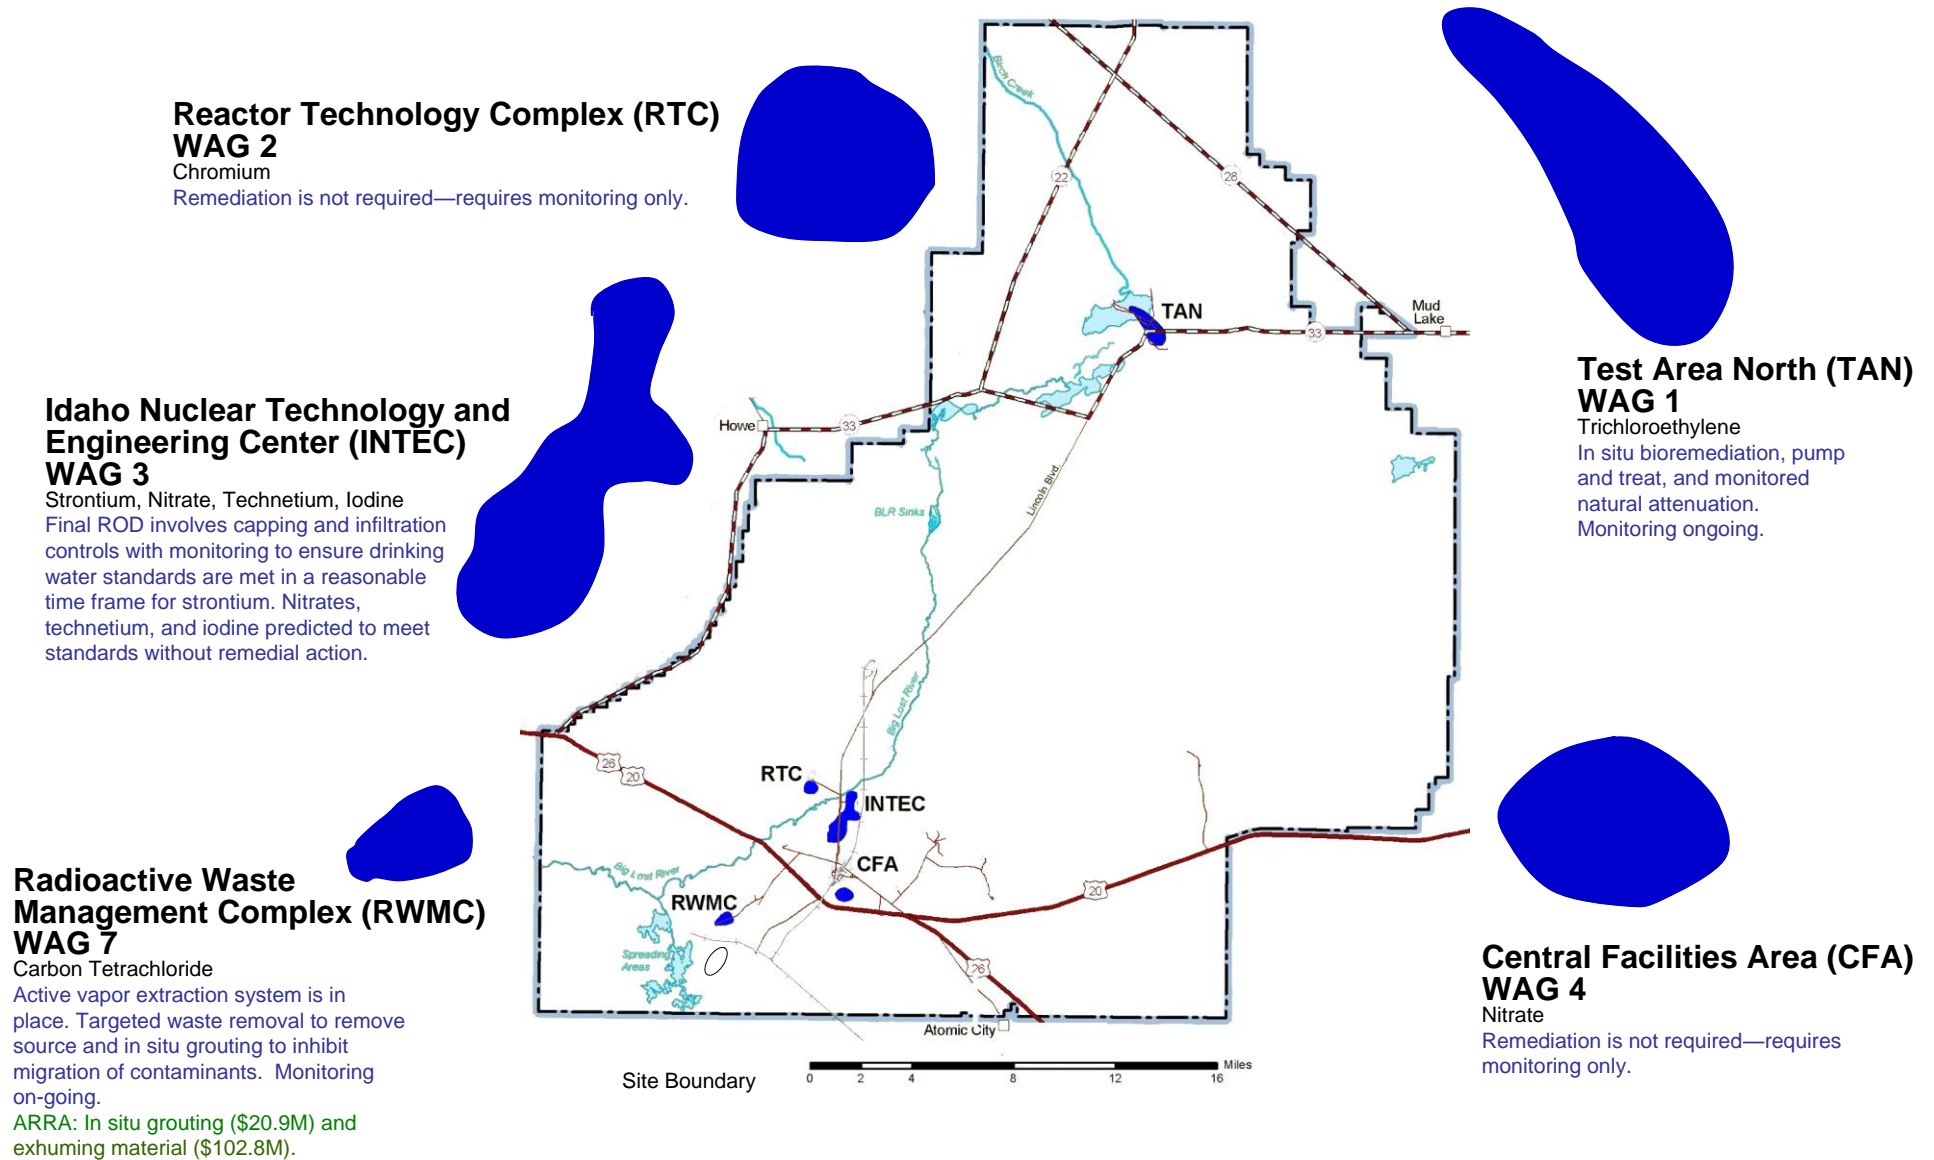 Reactor Technology Complex (RTC)
WAG 2
Chromium
Remediation is not required—requires monitoring only.
Idaho Nuclear Technology and
Engineering Center (INTEC)
WAG 3
Strontium, Nitrate, Technetium, Iodine
Final ROD involves capping and infiltration
controls with monitoring to ensure drinking
water standards are met in a reasonable
time frame for strontium. Nitrates,
technetium, and iodine predicted to meet
standards without remedial action.
Radioactive Waste
Management Complex (RWMC)
WAG 7
Carbon Tetrachloride
Active vapor extraction system is in
place. Targeted waste removal to remove
source and in situ grouting to inhibit
migration of contaminants. Monitoring
on-going.
ARRA: In situ grouting ($20.9M) and
exhuming material ($102.8M).
Birch Creek
22
28
TAN
Mud
Lake
33
Howe
33
BLR Sinks
Lincoln Blvd.
Big Lost River
26
20
RTC
INTEC
CFA
Big Lost River
RWMC
20
Spreading
Areas
26
Atomic City
Site Boundary
Miles
0 2 4 8 12 16
Test Area North (TAN)
WAG 1
Trichloroethylene
In situ bioremediation, pump
and treat, and monitored
natural attenuation.
Monitoring ongoing.
Central Facilities Area (CFA)
WAG 4
Nitrate
Remediation is not required—requires
monitoring only.